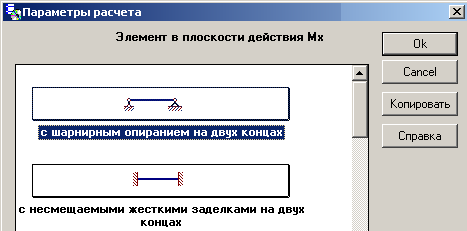 Параметры расчета
Элемент в плоскости действия Mx
Ok
Cancel
Копировать
Справка
с шарнирным опиранием на двух концах
с несмещаемыми жесткими заделками на двух
концах